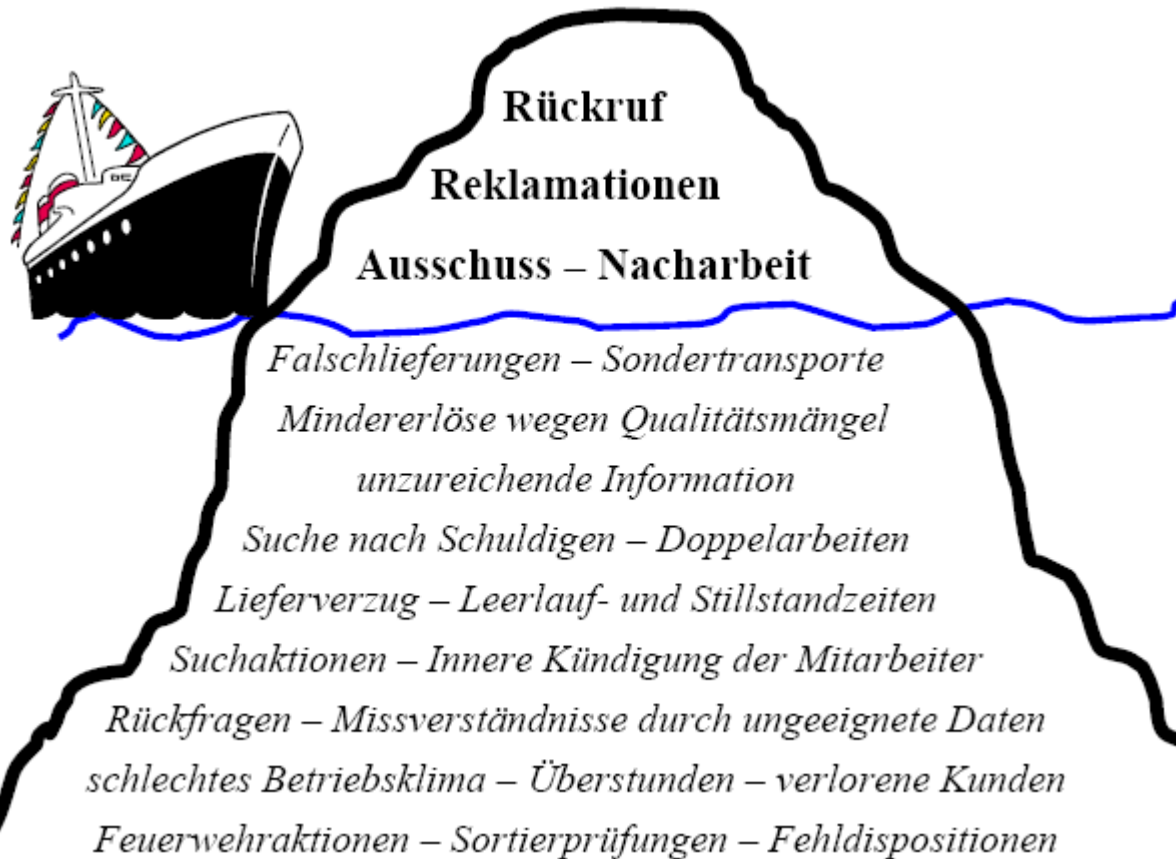 Rückruf
Reklamationen
Ausschuss – Nacharbeit
Falschlieferungen – Sondertransporte
Mindererlöse wegen Qualitätsmängel
unzureichende Information
Suche nach Schuldigen – Doppelarbeiten
Lieferverzug – Leerlauf- und Stillstandzeiten
Suchaktionen – Innere Kündigung der Mitarbeiter
Rückfragen – Missverständnisse durch ungeeignete Daten
schlechtes Betriebsklima – Überstunden – verlorene Kunden
Feuerwehraktionen – Sortierprüfungen – Fehldispositionen